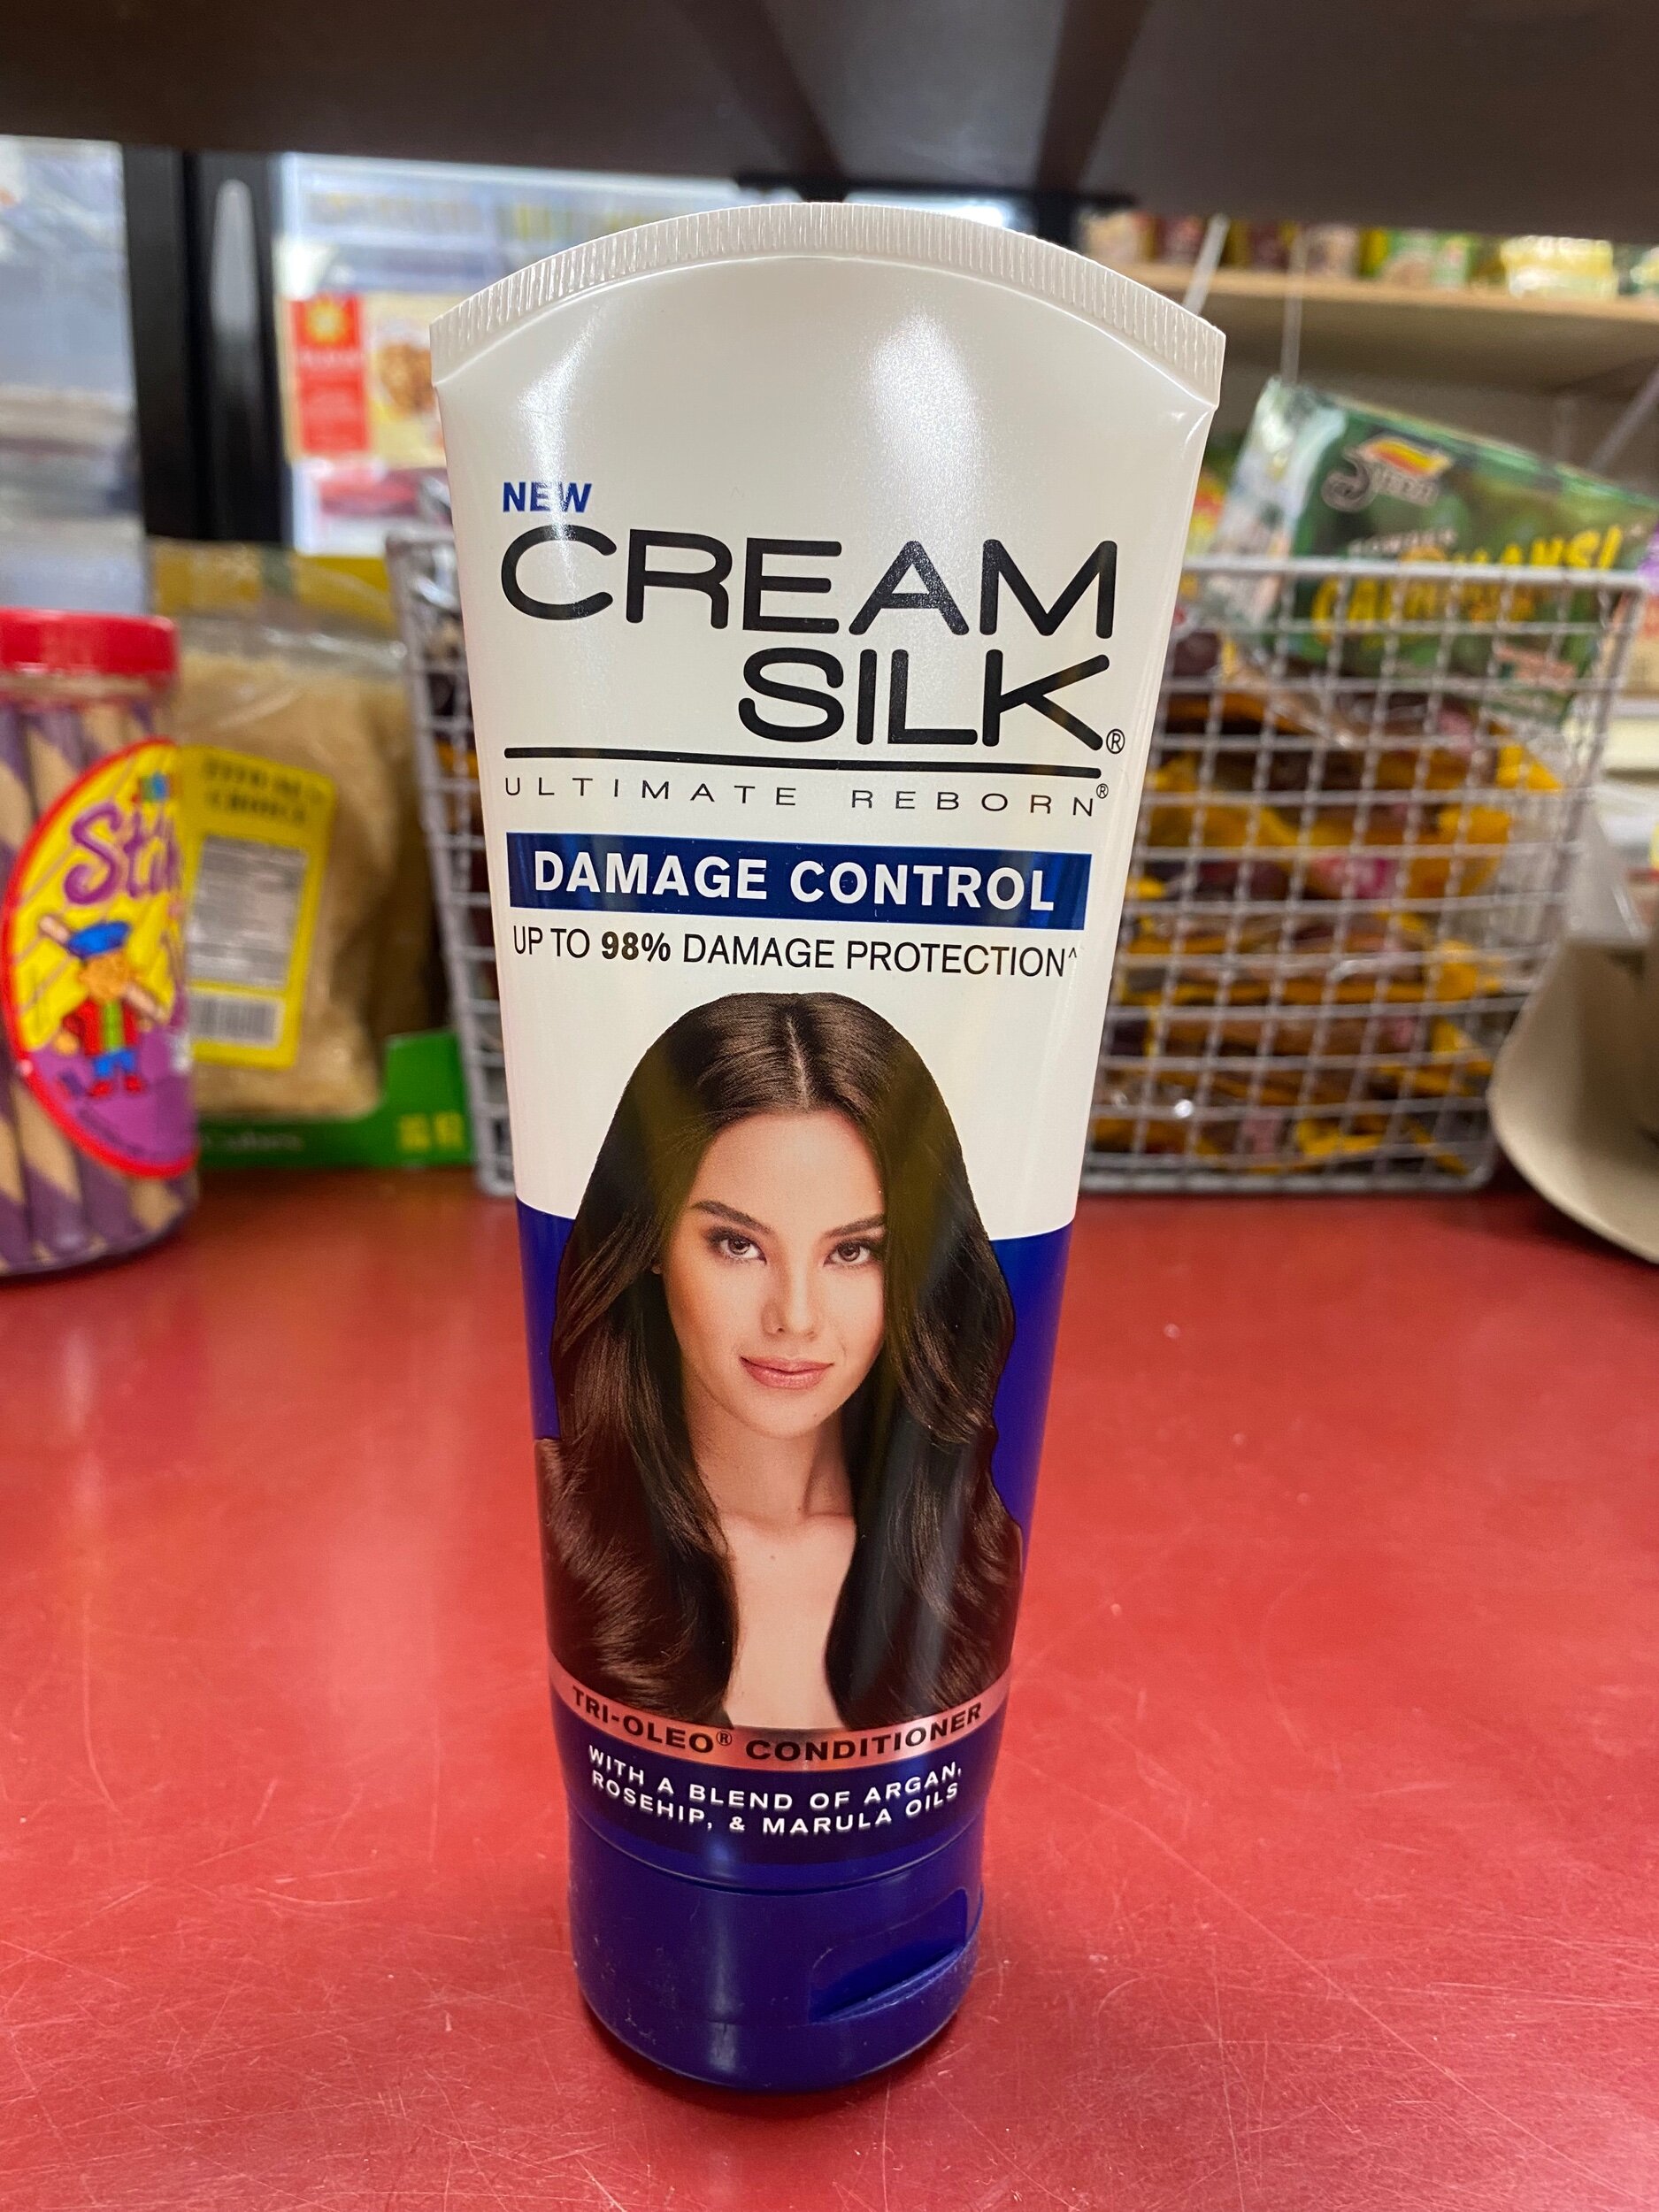 NEW
CREAM
SILK®
ULTIMATE REBORN®
DAMAGE CONTROL
UP TO 98% DAMAGE PROTECTION^
TRI-OLEO® CONDITIONER
WITH A BLEND OF ARGAN,
ROSEHIP, & MARULA OILS
CHOICE